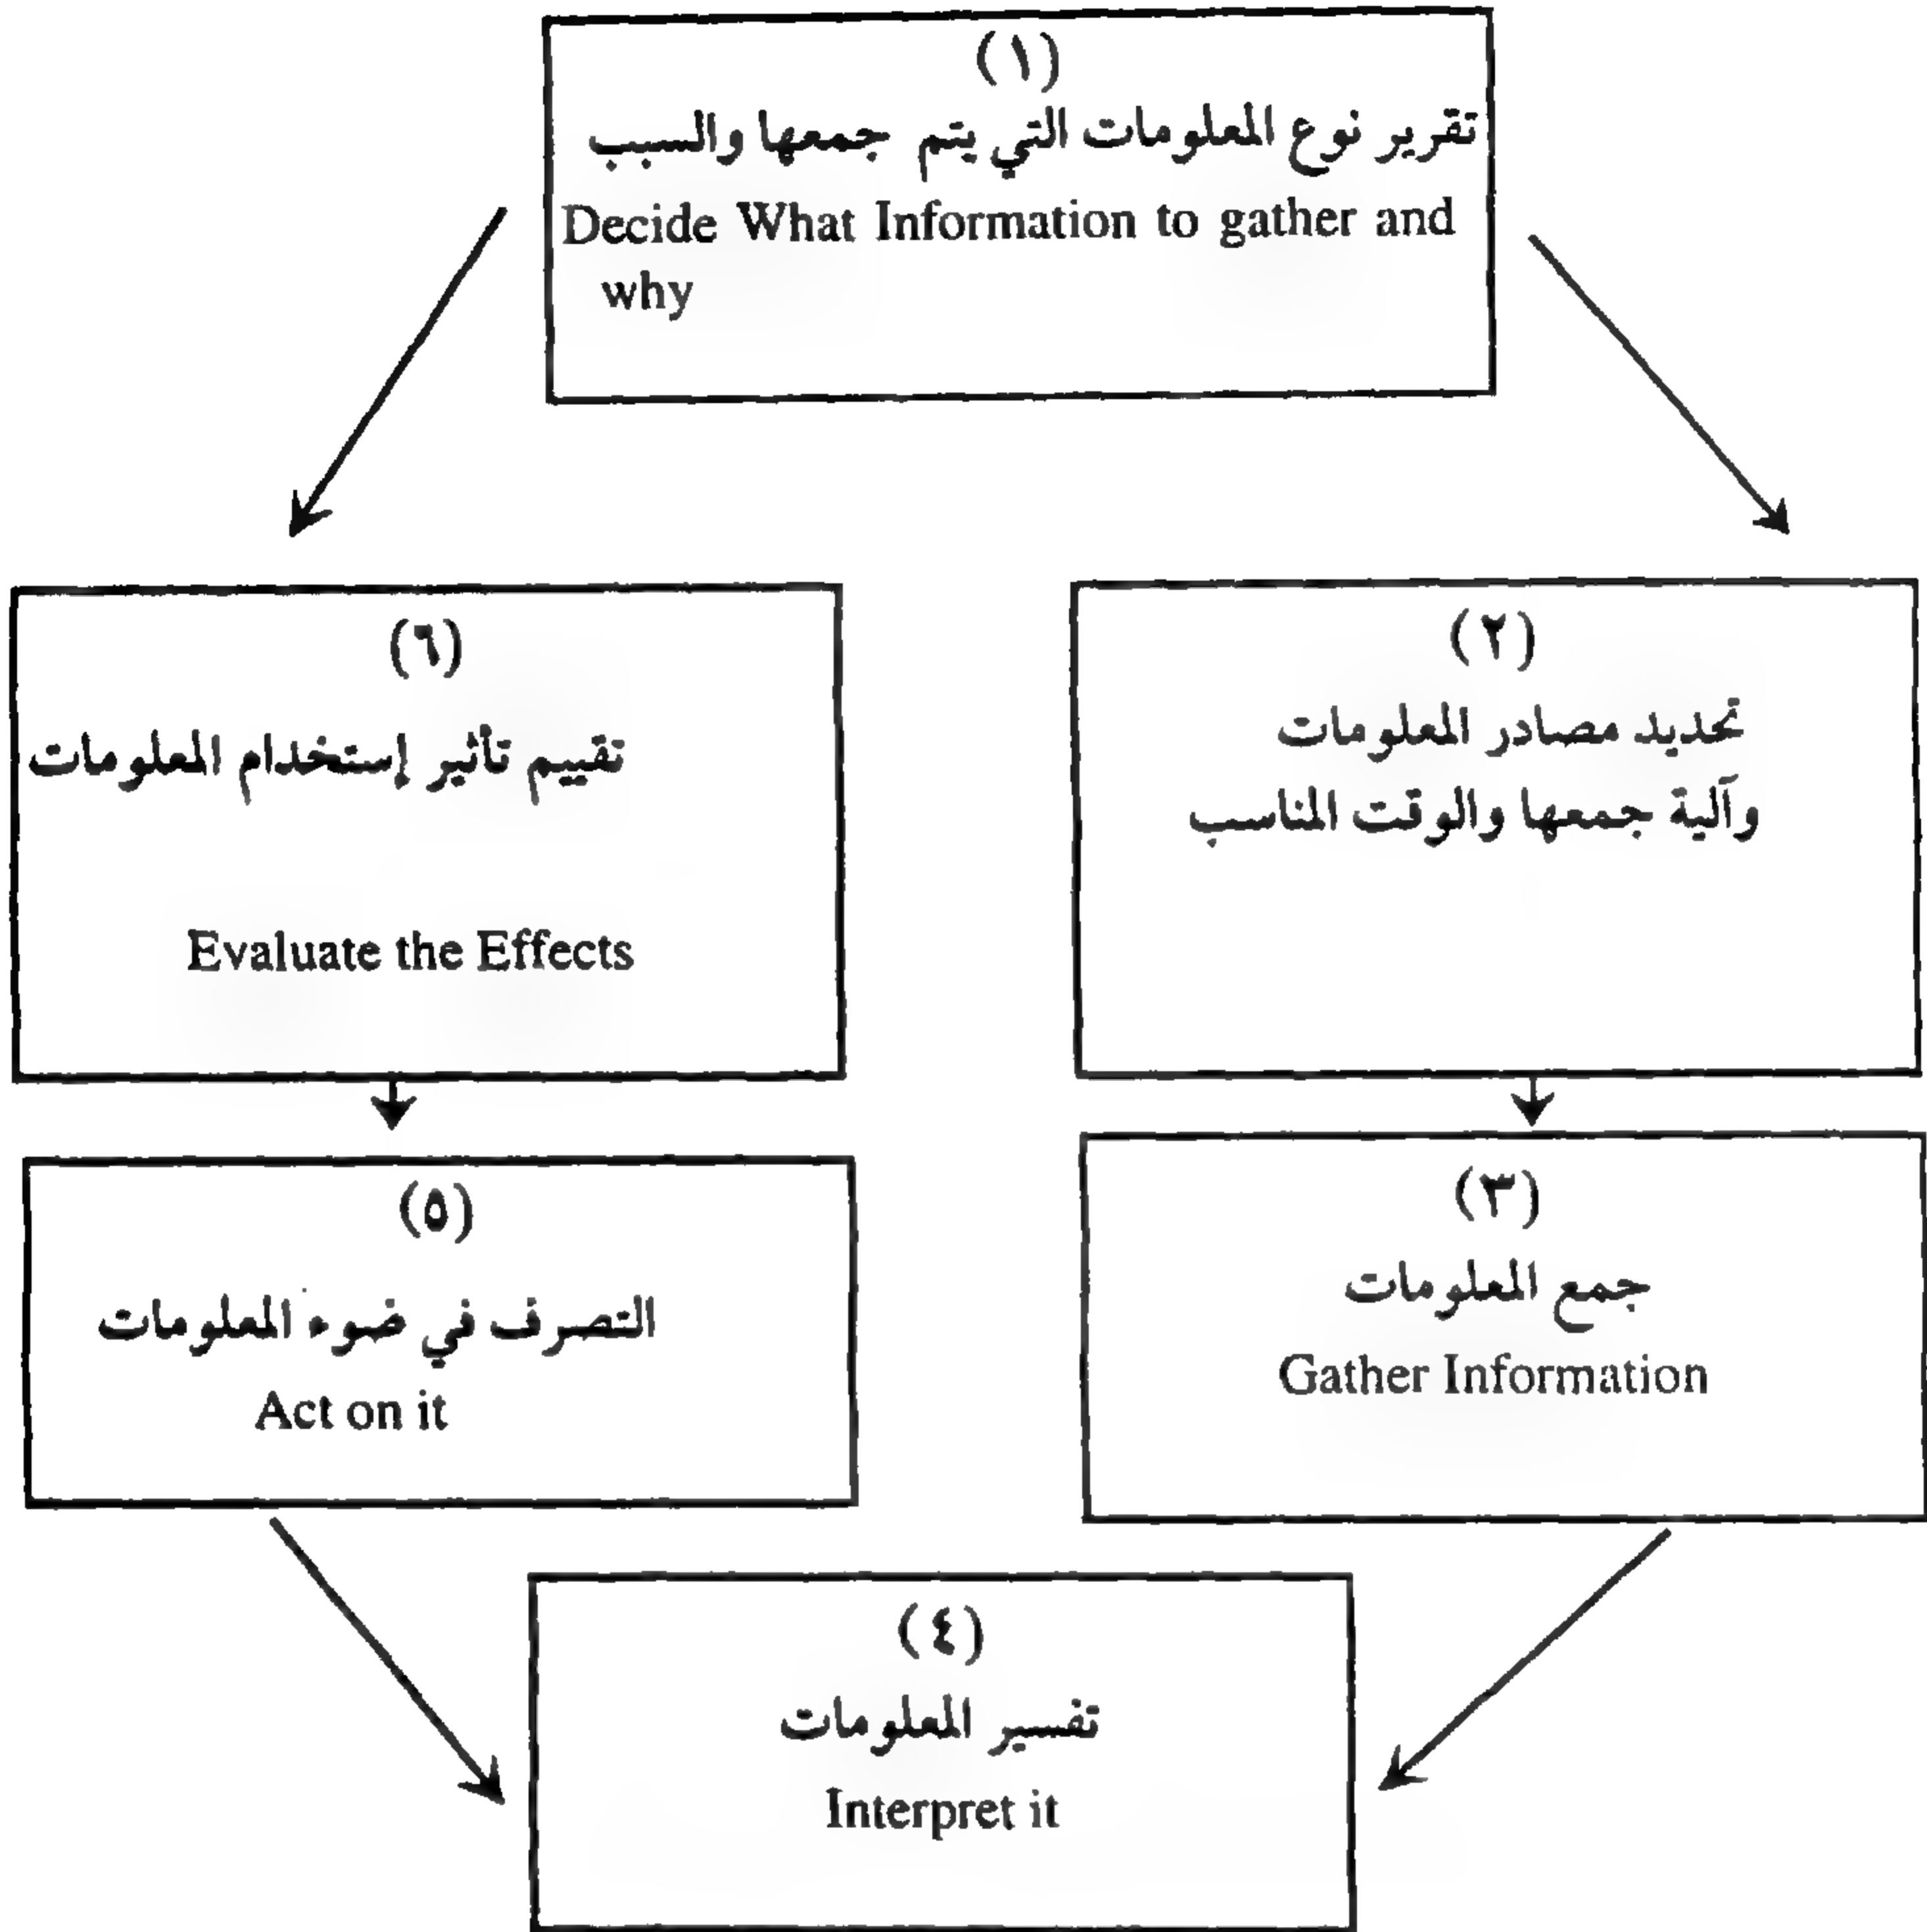 (١)
تقرير نوع المعلومات التي يتم جمعها والسبب
Decide What Information to gather and
why
(٢)
تحديد مصادر المعلومات
وآلية جمعها والوقت المناسب
(٣)
جمع المعلومات
Gather Information
(٤)
تفسير المعلومات
Interpret it
(٥)
التصرف في ضوء المعلومات
Act on it
(٦)
تقييم تأثير إستخدام المعلومات
Evaluate the Effects